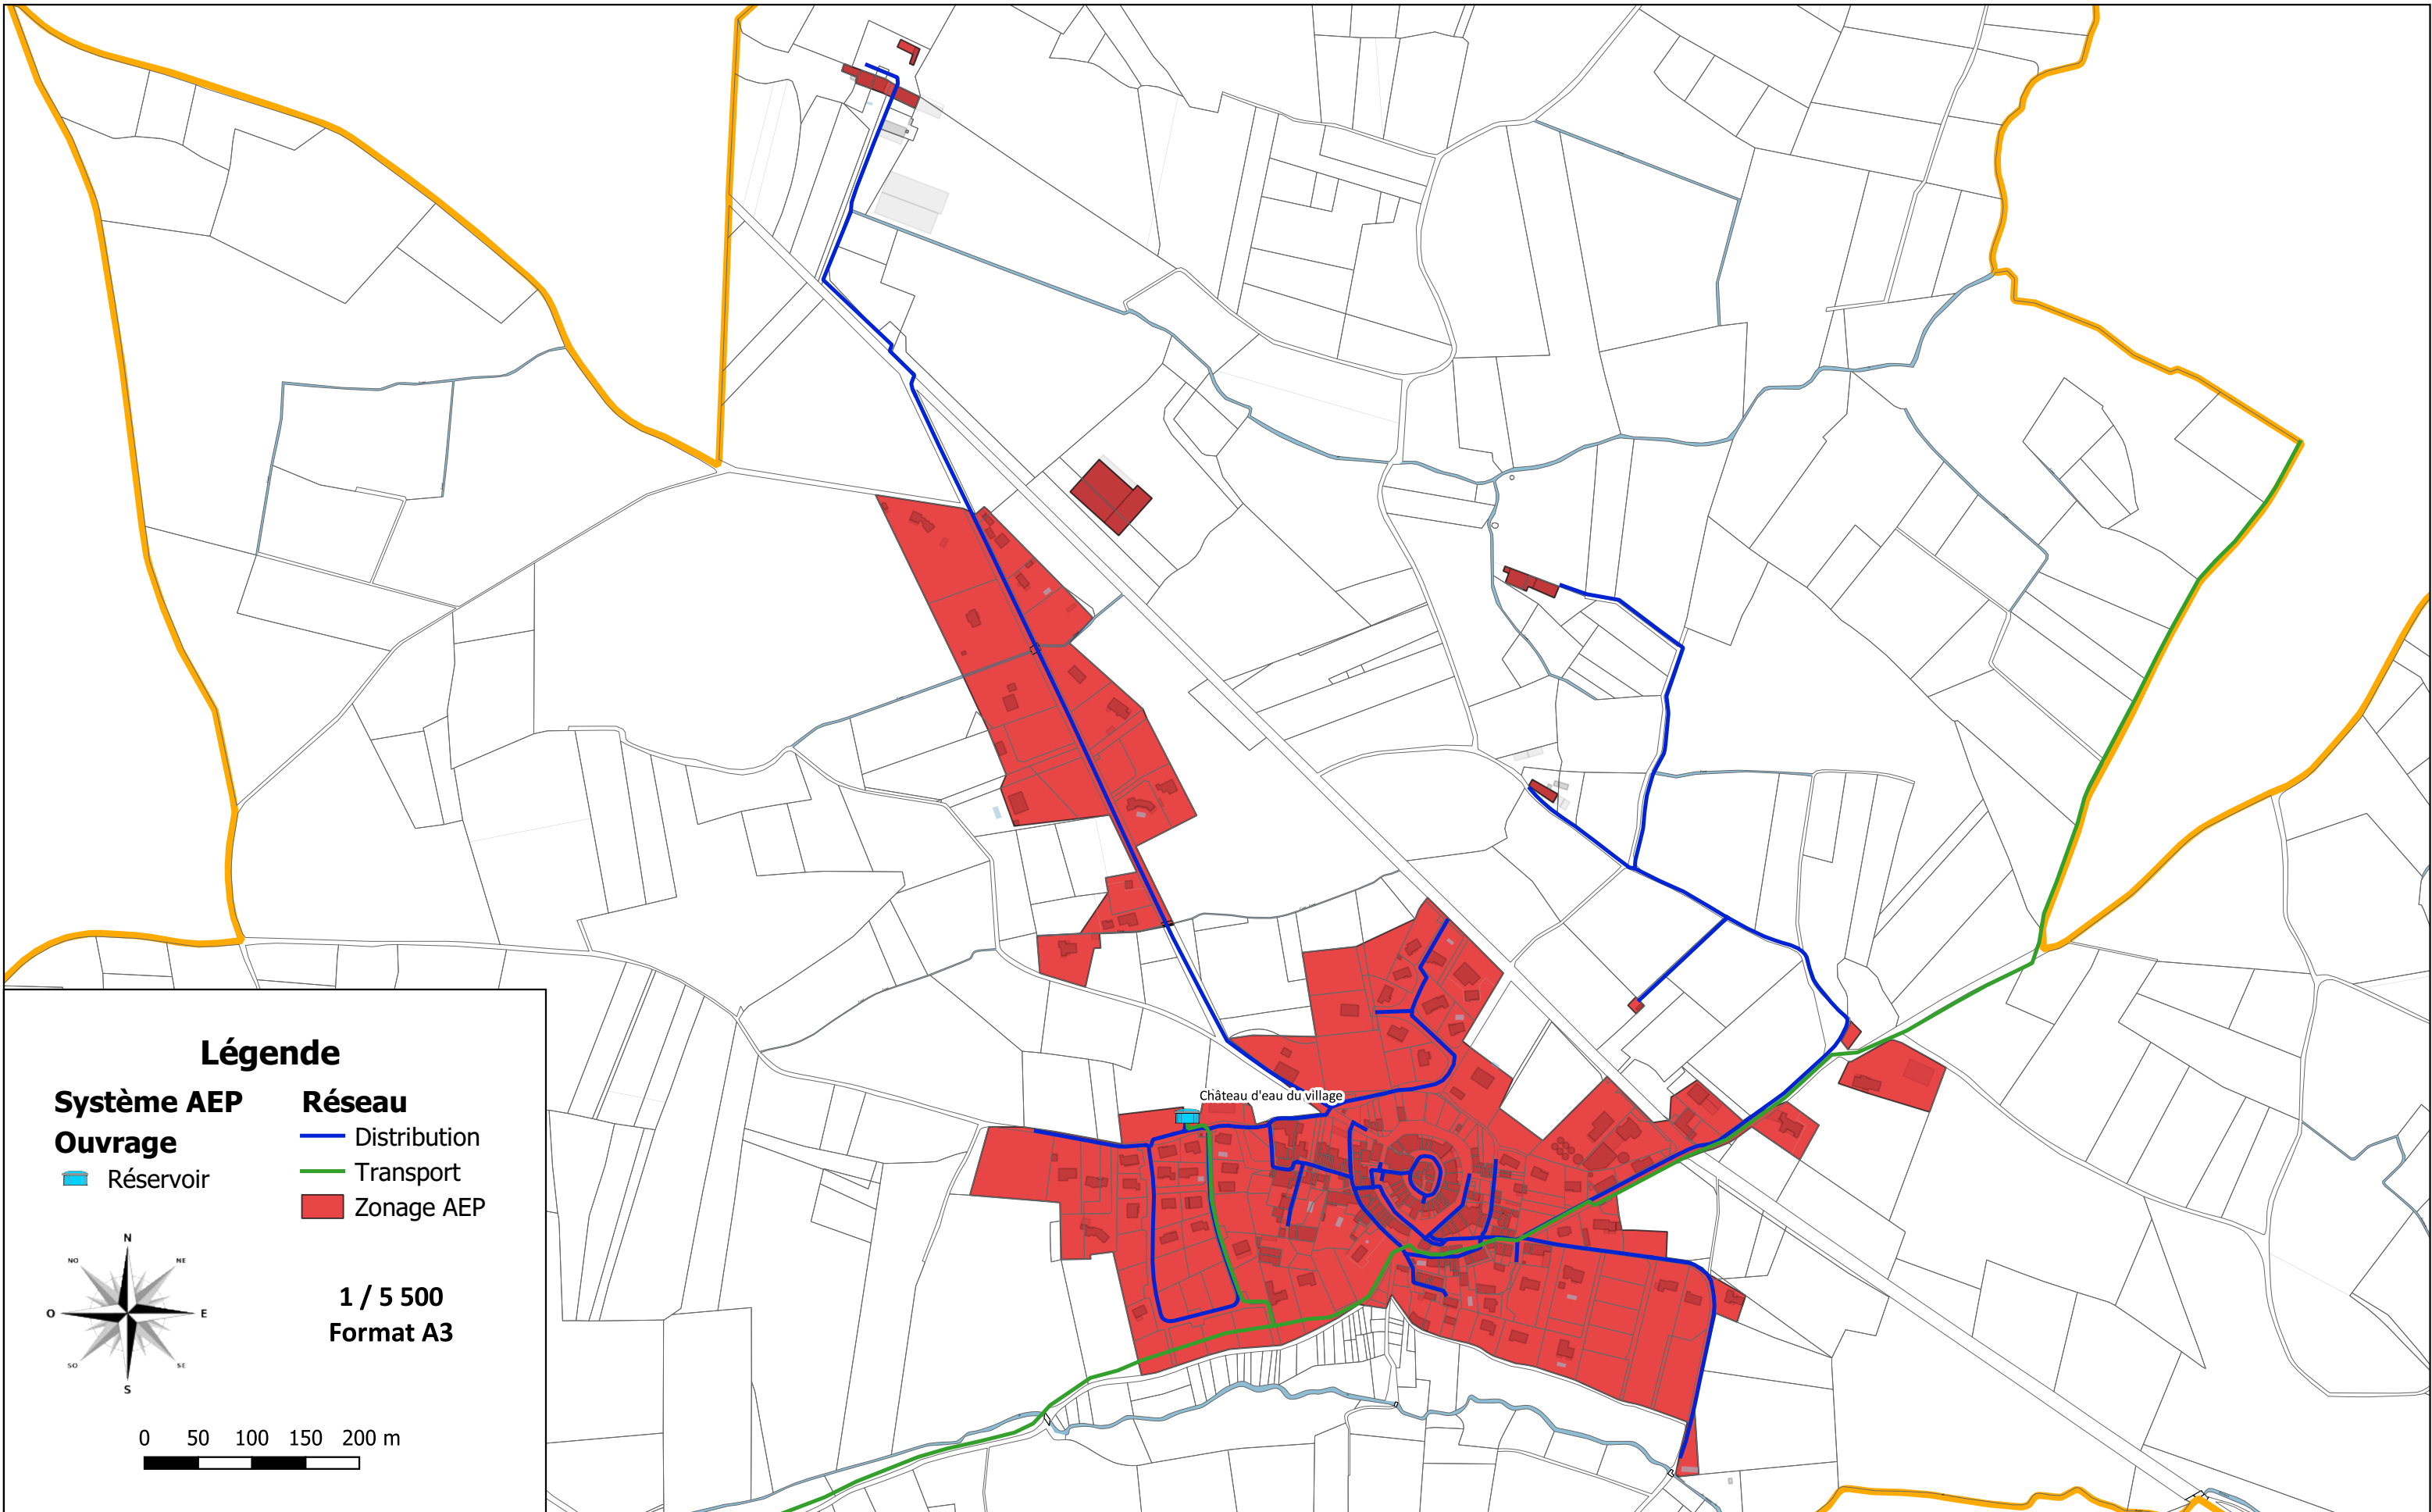 Château d'eau du village
Légende
Système AEP
Ouvrage
Réservoir
Réseau
Distribution
Transport
Zonage AEP
N
NO NE
O E
SO SE
S
1 / 5 500
Format A3
0 50 100 150 200 m